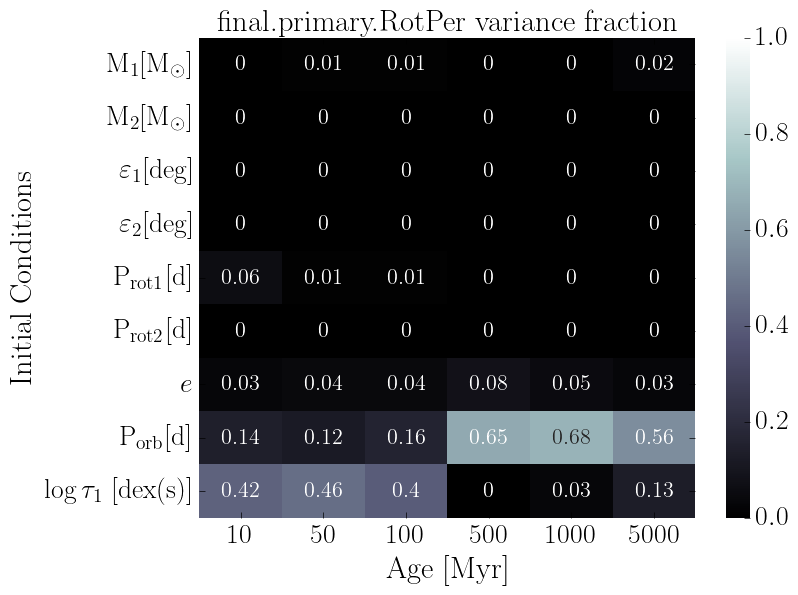 final.primary.RotPer variance fraction
Initial Conditions
M₁[M☉] 0 0.01 0.01 0 0 0.02
M₂[M☉] 0 0 0 0 0 0
ε₁[deg] 0 0 0 0 0 0
ε₂[deg] 0 0 0 0 0 0
P_rot1[d] 0.06 0.01 0.01 0 0 0
P_rot2[d] 0 0 0 0 0 0
e 0.03 0.04 0.04 0.08 0.05 0.03
P_orb[d] 0.14 0.12 0.16 0.65 0.68 0.56
log τ₁ [dex(s)] 0.42 0.46 0.4 0 0.03 0.13
10 50 100 500 1000 5000
Age [Myr]
1.0
0.8
0.6
0.4
0.2
0.0